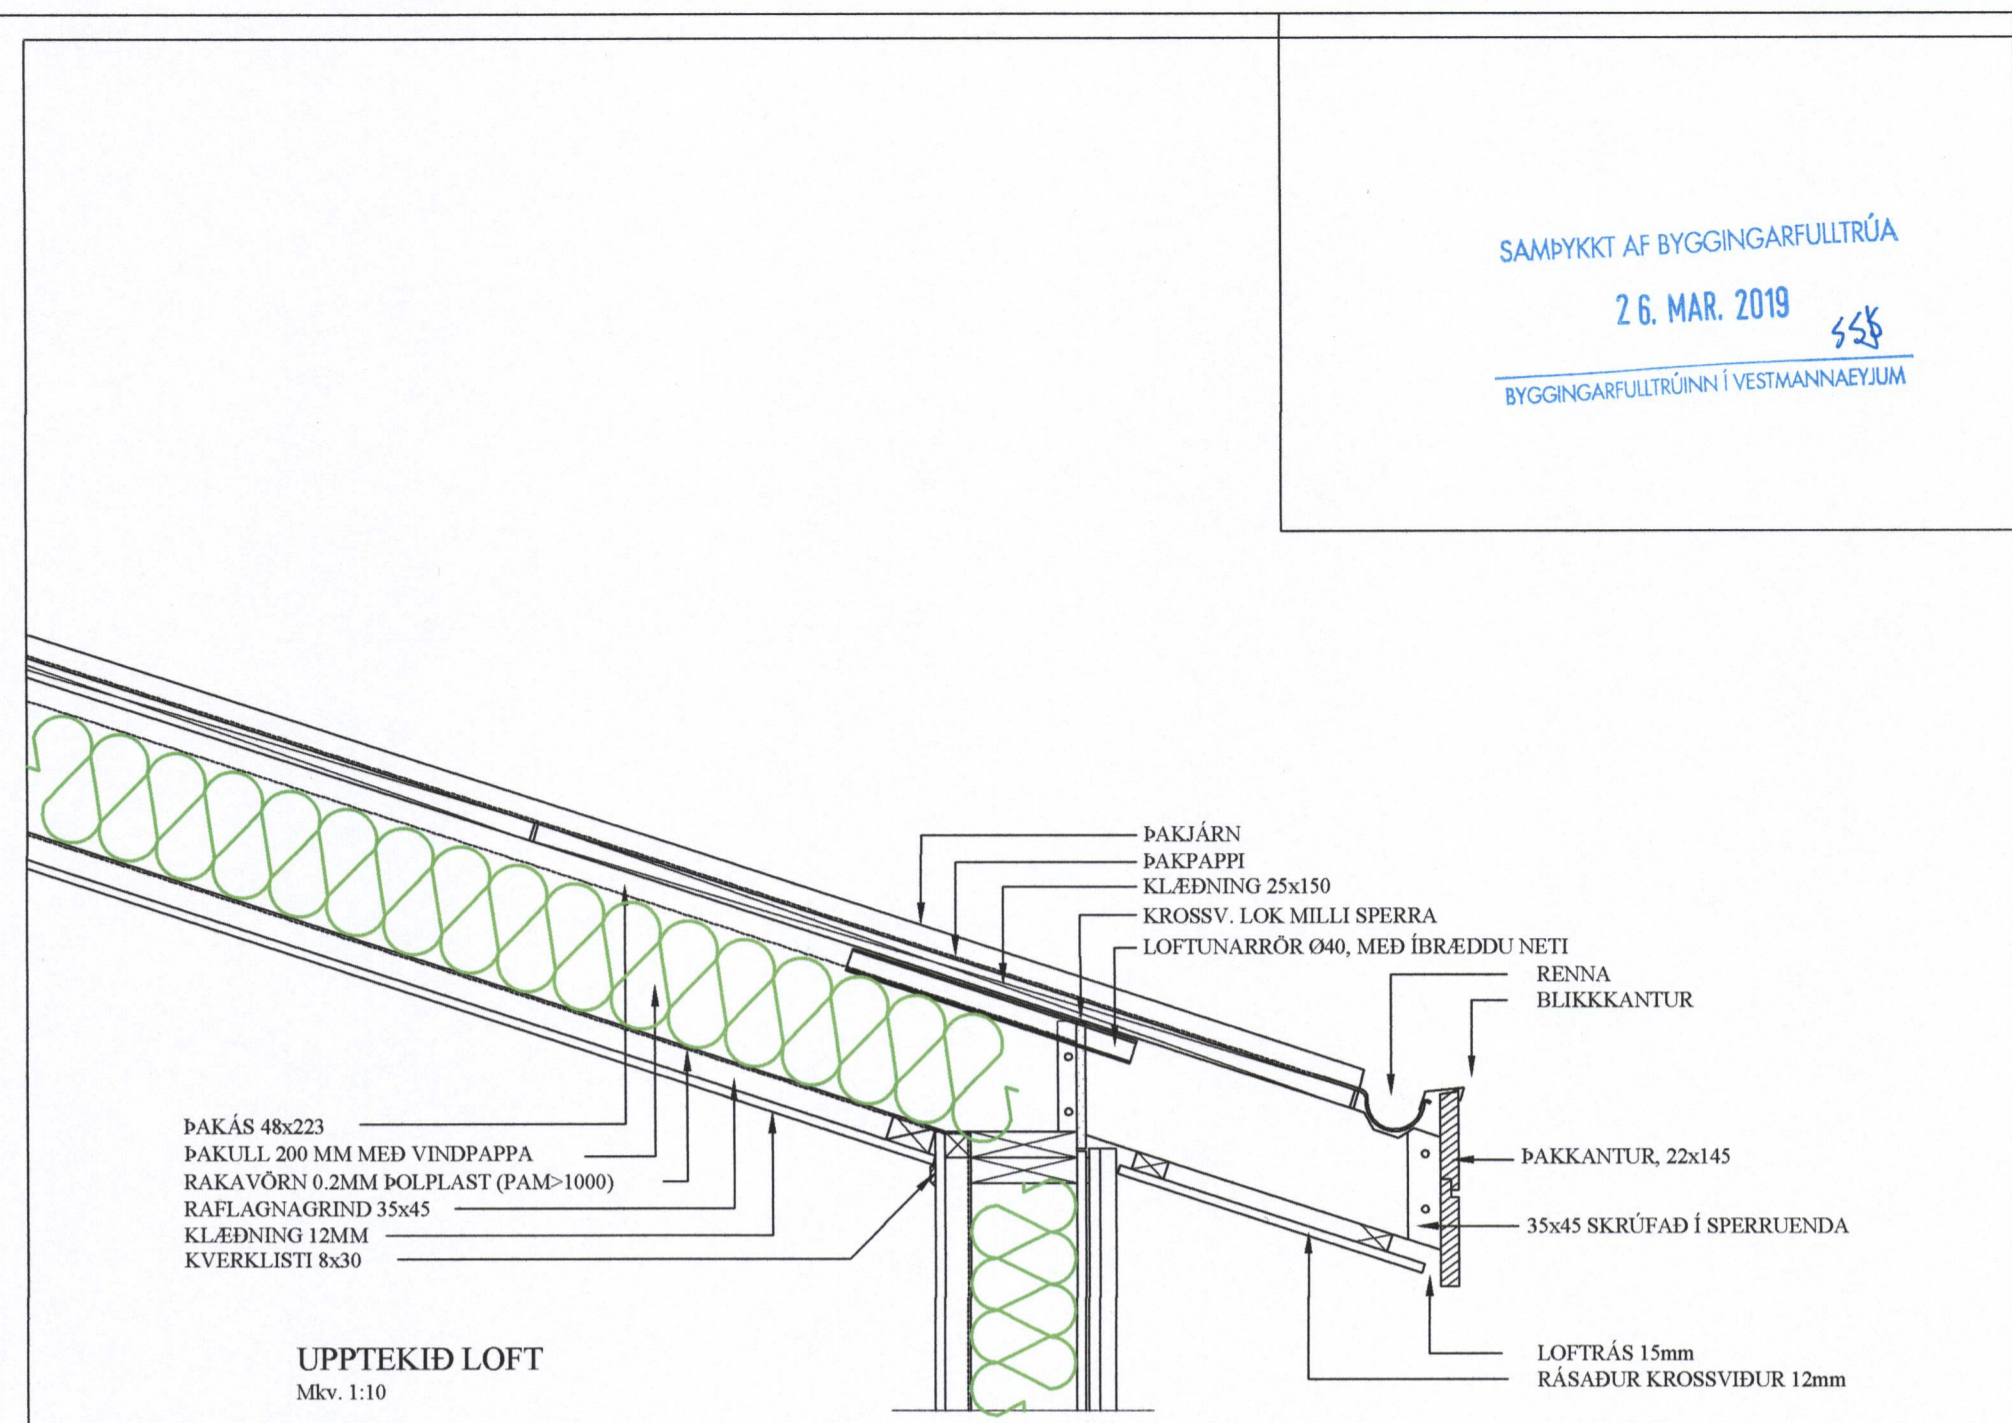 SAMÞYKKT AF BYGGINGARFULLTRÚA
26. MAR. 2019
BYGGINGARFULLTRÚINN Í VESTMANNAEYJUM
ÞAKJÁRN
ÞAKPAPPI
KLÆÐNING 25x150
KROSSV. LOK MILLI SPERRA
LOFTUNARRÖR Ø40, MEÐ ÍBRÆDDU NETI
RENNA
BLIKKKANTUR
ÞAKÁS 48x223
ÞAKULL 200 MM MEÐ VINDPAPPA
RAKAVÖRN 0.2MM ÞOLPLAST (PAM>1000)
RAFLAGNAGRIND 35x45
KLÆÐNING 12MM
KVERKLISTI 8x30
ÞAKKANTUR, 22x145
35x45 SKRÚFAÐ Í SPERRUENDA
LOFTRÁS 15mm
RÁSAÐUR KROSSVIÐUR 12mm
UPPTEKIÐ LOFT
Mkv. 1:10